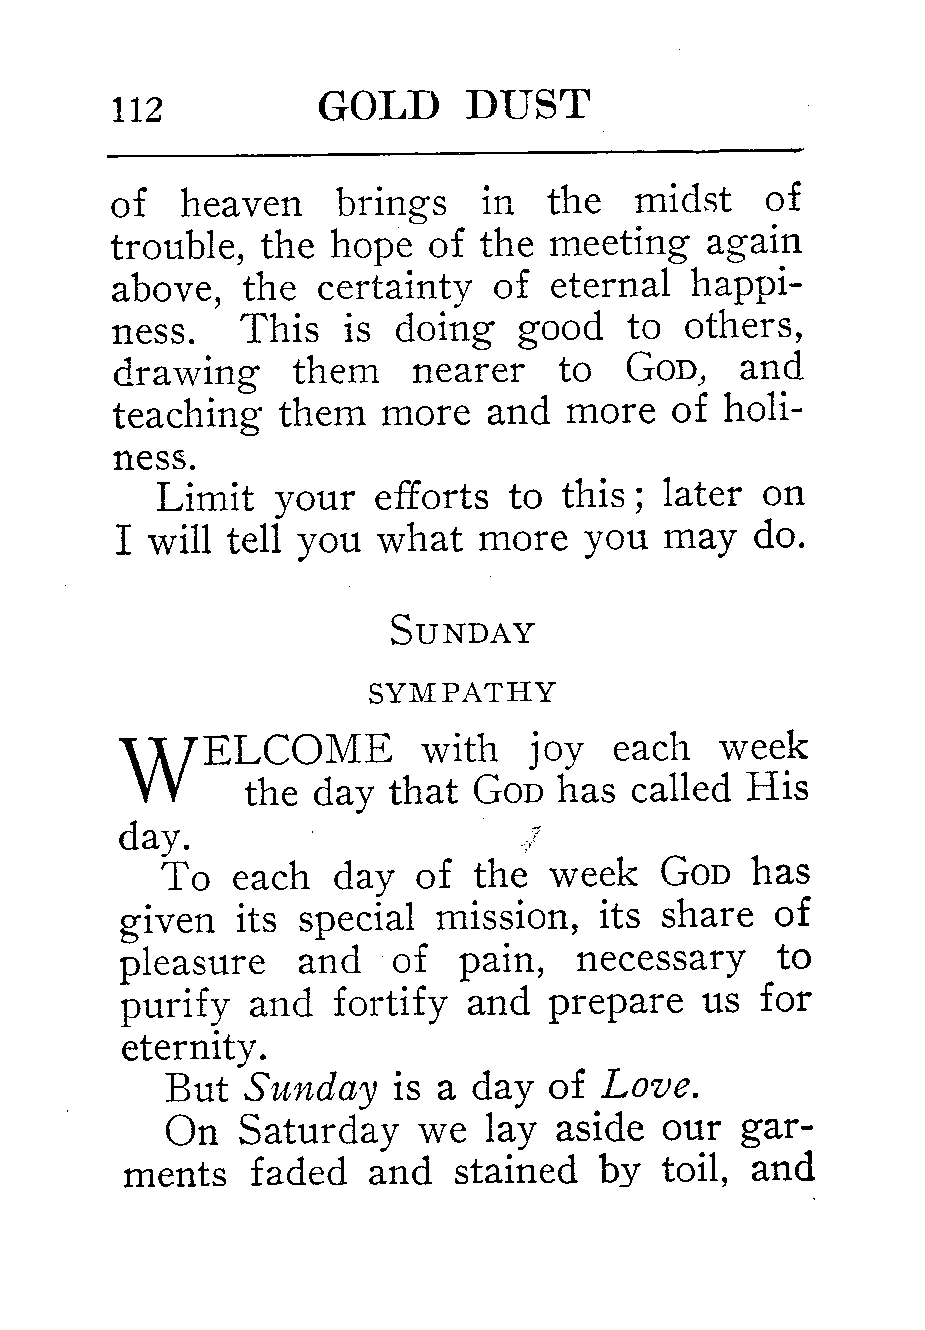 112 GOLD DUST
of heaven brings in the midst of
trouble, the hope of the meeting again
above, the certainty of eternal happi-
ness. This is doing good to others,
drawing them nearer to GOD, and
teaching them more and more of holi-
ness.
Limit your efforts to this; later on
I will tell you what more you may do.
SUNDAY
SYMPATHY
WELCOME with joy each week
the day that GOD has called His
day.
To each day of the week GOD has
given its special mission, its share of
pleasure and of pain, necessary to
purify and fortify and prepare us for
eternity.
But Sunday is a day of Love.
On Saturday we lay aside our gar-
ments faded and stained by toil, and